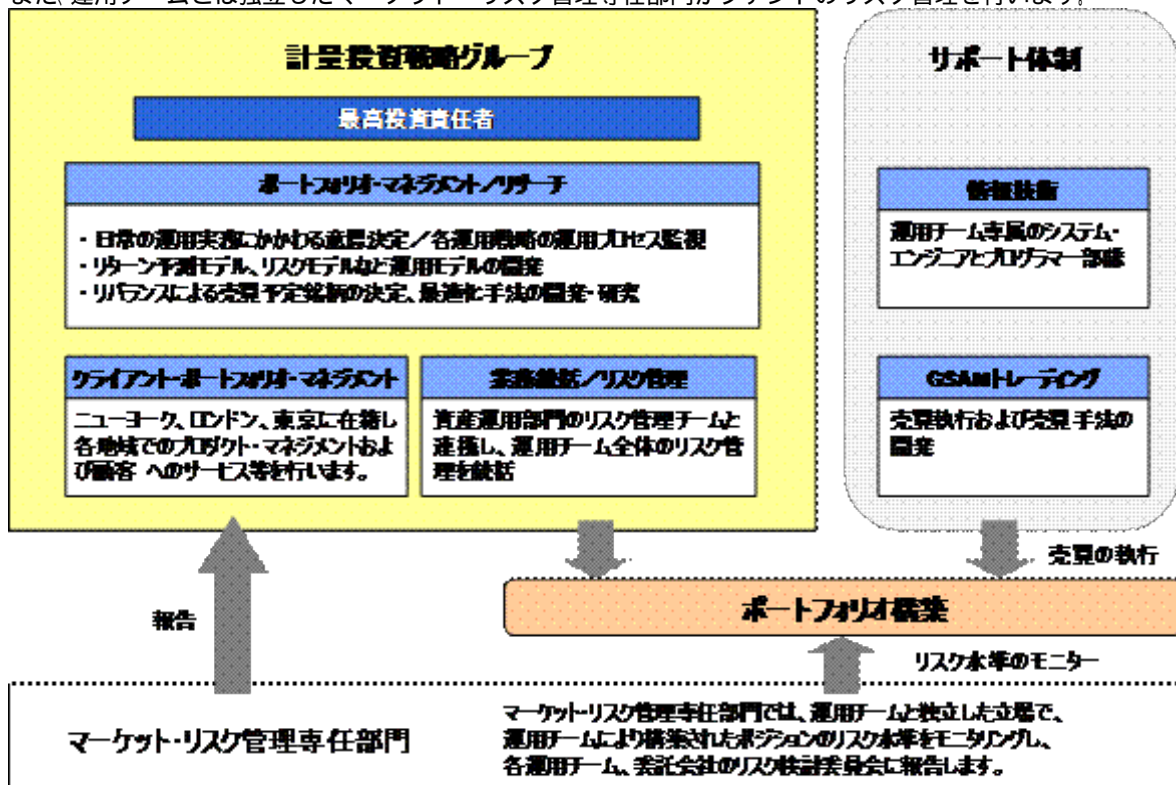 また、運用チームとは独立したマーケット・リスク管理専任部門がファンドのリスク管理を行います。
計量投資戦略グループ
最高投資責任者
ポートフォリオ・マネジメント/リサーチ
・日常の運用実務にかかわる意思決定/各運用戦略の運用プロセス監視
・リターン予測モデル、リスクモデルなど運用モデルの開発
・リバランスによる売買予定銘柄の決定、最適化手法の開発・研究
クライアント・ポートフォリオ・マネジメント
ニューヨーク、ロンドン、東京に在籍し
各地域でのプロダクト・マネジメントおよ
び顧客 へのサービス等を行います。
業務統括/リスク管理
資産運用部門のリスク管理チームと
連携し、運用チーム全体のリスク管
理を統括
サポート体制
情報技術
運用チーム専属のシステム・
エンジニアとプログラマー部隊
GSAMトレーディング
売買執行および売買 手法の
開発
売買の執行
ポートフォリオ構築
報告
リスク水準のモニター
マーケット・リスク管理専任部門
マーケット・リスク管理専任部門では、運用チームと独立した立場で、
運用チームにより構築されたポジションのリスク水準をモニタリングし、
各運用チーム、委託会社のリスク検討委員会に報告します。